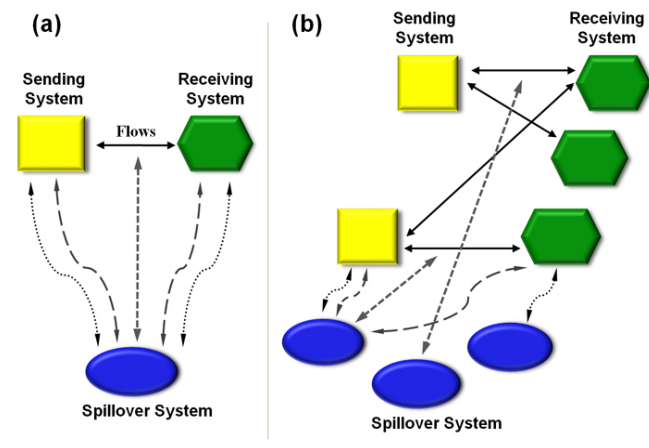 (a)
Sending
System
Receiving
System
Flows
Spillover System
(b)
Sending
System
Receiving
System
Spillover System